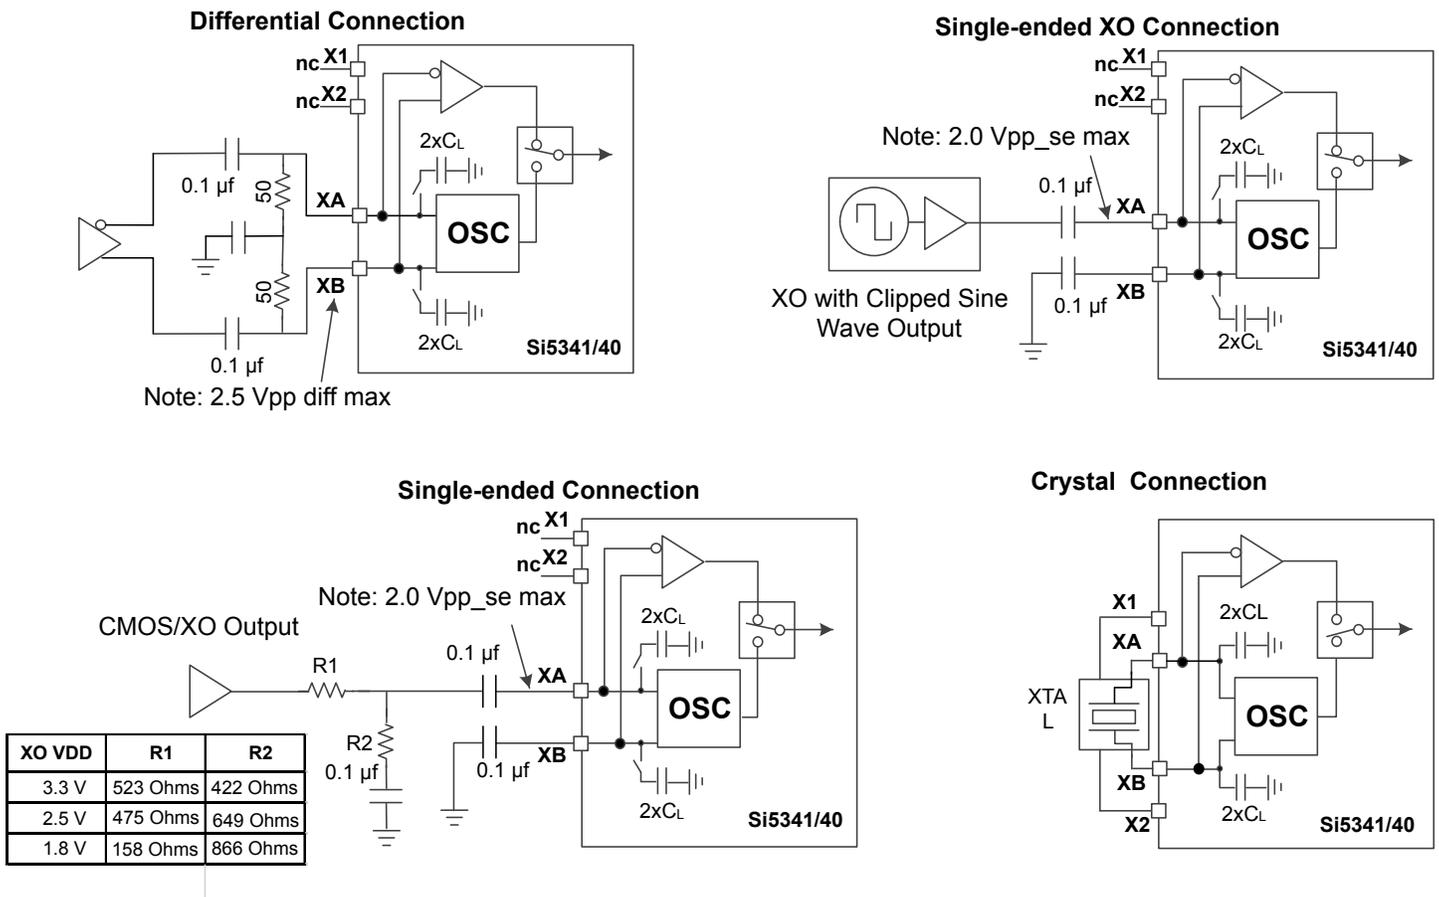 Differential Connection
nc X1
nc X2
2xCL
0.1 µf
50
XA
OSC
50
XB
2xCL
0.1 µf
Si5341/40
Note: 2.5 Vpp diff max
Single-ended XO Connection
nc X1
nc X2
Note: 2.0 Vpp_se max
2xCL
0.1 µf
XA
OSC
XO with Clipped Sine
Wave Output
0.1 µf
XB
2xCL
Si5341/40
Single-ended Connection
nc X1
nc X2
Note: 2.0 Vpp_se max
2xCL
CMOS/XO Output
0.1 µf
R1
XA
OSC
R2
0.1 µf
XB
0.1 µf
2xCL
Si5341/40
XO VDD R1 R2
3.3 V 523 Ohms 422 Ohms
2.5 V 475 Ohms 649 Ohms
1.8 V 158 Ohms 866 Ohms
Crystal Connection
X1
2xCL
XA
XTA
L
OSC
XB
X2
2xCL
Si5341/40